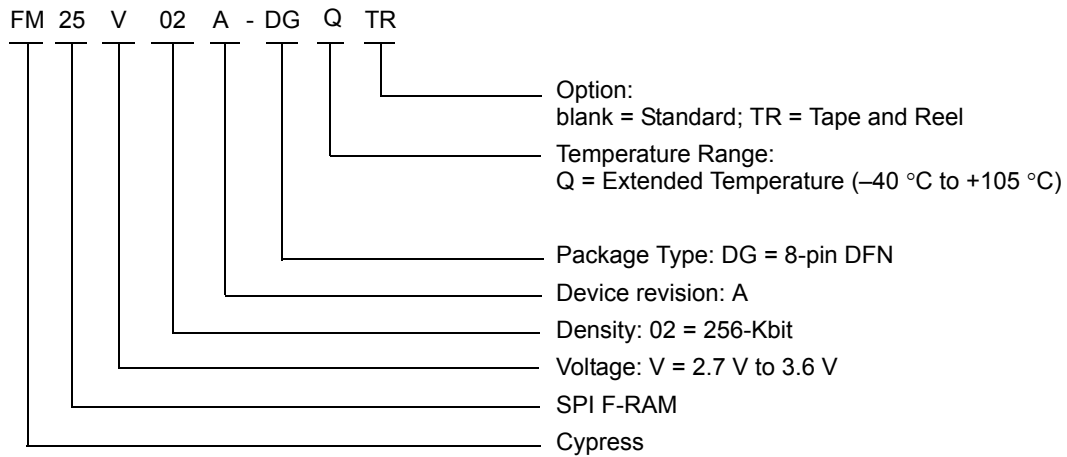 FM 25 V 02 A - DG Q TR
Option:
blank = Standard; TR = Tape and Reel
Temperature Range:
Q = Extended Temperature (–40 °C to +105 °C)
Package Type: DG = 8-pin DFN
Device revision: A
Density: 02 = 256-Kbit
Voltage: V = 2.7 V to 3.6 V
SPI F-RAM
Cypress